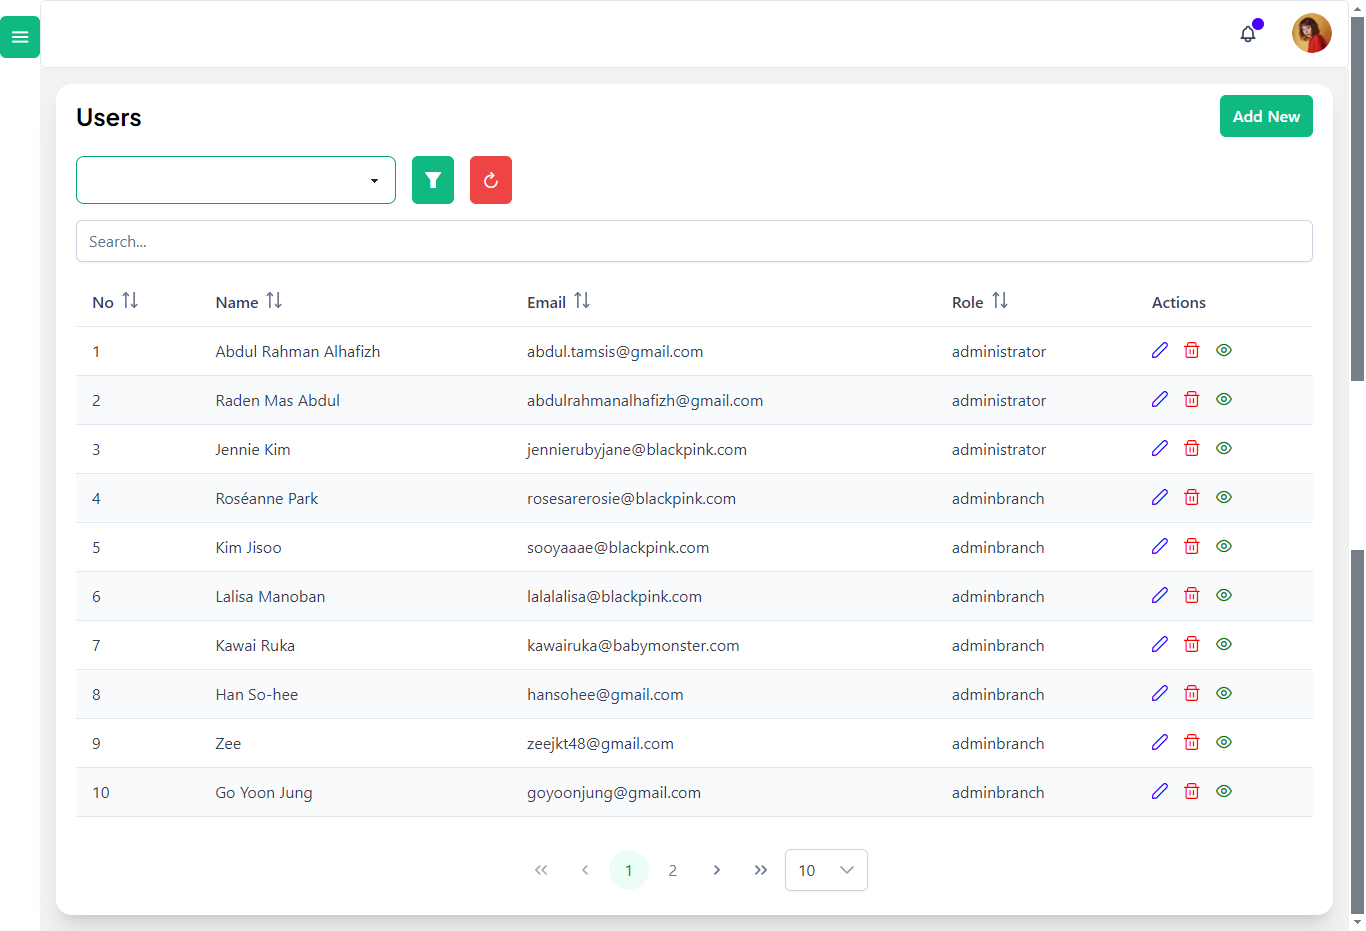 Users
Add New
Search...
No Name Email Role Actions
1 Abdul Rahman Alhafizh abdul.tamsis@gmail.com administrator
2 Raden Mas Abdul abdulrahmanalhafizh@gmail.com administrator
3 Jennie Kim jennierubyjane@blackpink.com administrator
4 Roséanne Park rosesarerosie@blackpink.com adminbranch
5 Kim Jisoo sooyaaae@blackpink.com adminbranch
6 Lalisa Manoban lalalalisa@blackpink.com adminbranch
7 Kawai Ruka kawairuka@babymonster.com adminbranch
8 Han So-hee hansohee@gmail.com adminbranch
9 Zee zeejkt48@gmail.com adminbranch
10 Go Yoon Jung goyoonjung@gmail.com adminbranch
1 2 10